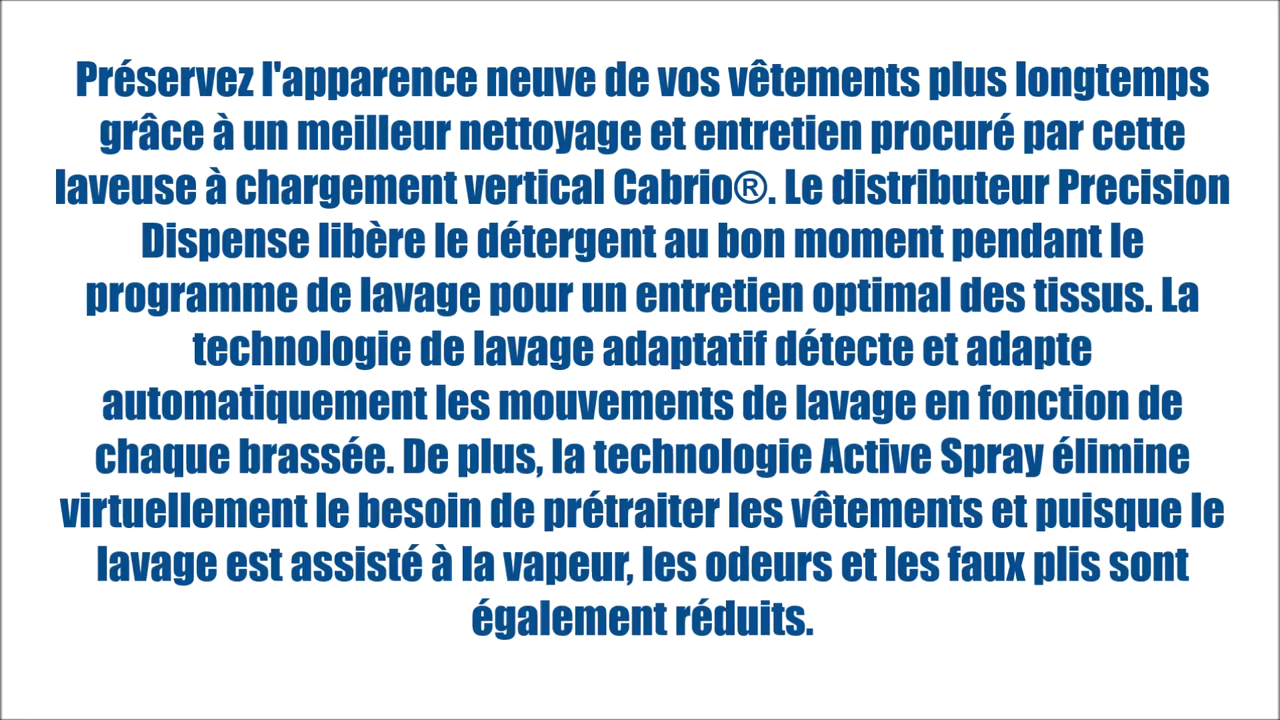 Préservez l'apparence neuve de vos vêtements plus longtemps
grâce à un meilleur nettoyage et entretien procuré par cette
laveuse à chargement vertical Cabrio®. Le distributeur Precision
Dispense libère le détergent au bon moment pendant le
programme de lavage pour un entretien optimal des tissus. La
technologie de lavage adaptatif détecte et adapte
automatiquement les mouvements de lavage en fonction de
chaque brassée. De plus, la technologie Active Spray élimine
virtuellement le besoin de prétraiter les vêtements et puisque le
lavage est assisté à la vapeur, les odeurs et les faux plis sont
également réduits.